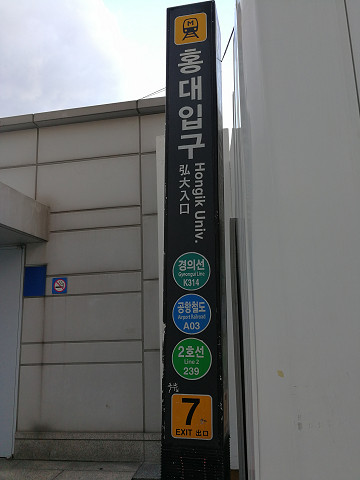 M
홍대입구
Hongik Univ.
弘大入口
경의선
Gyeongui Line
K314
공항철도
Airport Railroad
A03
2호선
Line 2
239
7
EXIT 出口